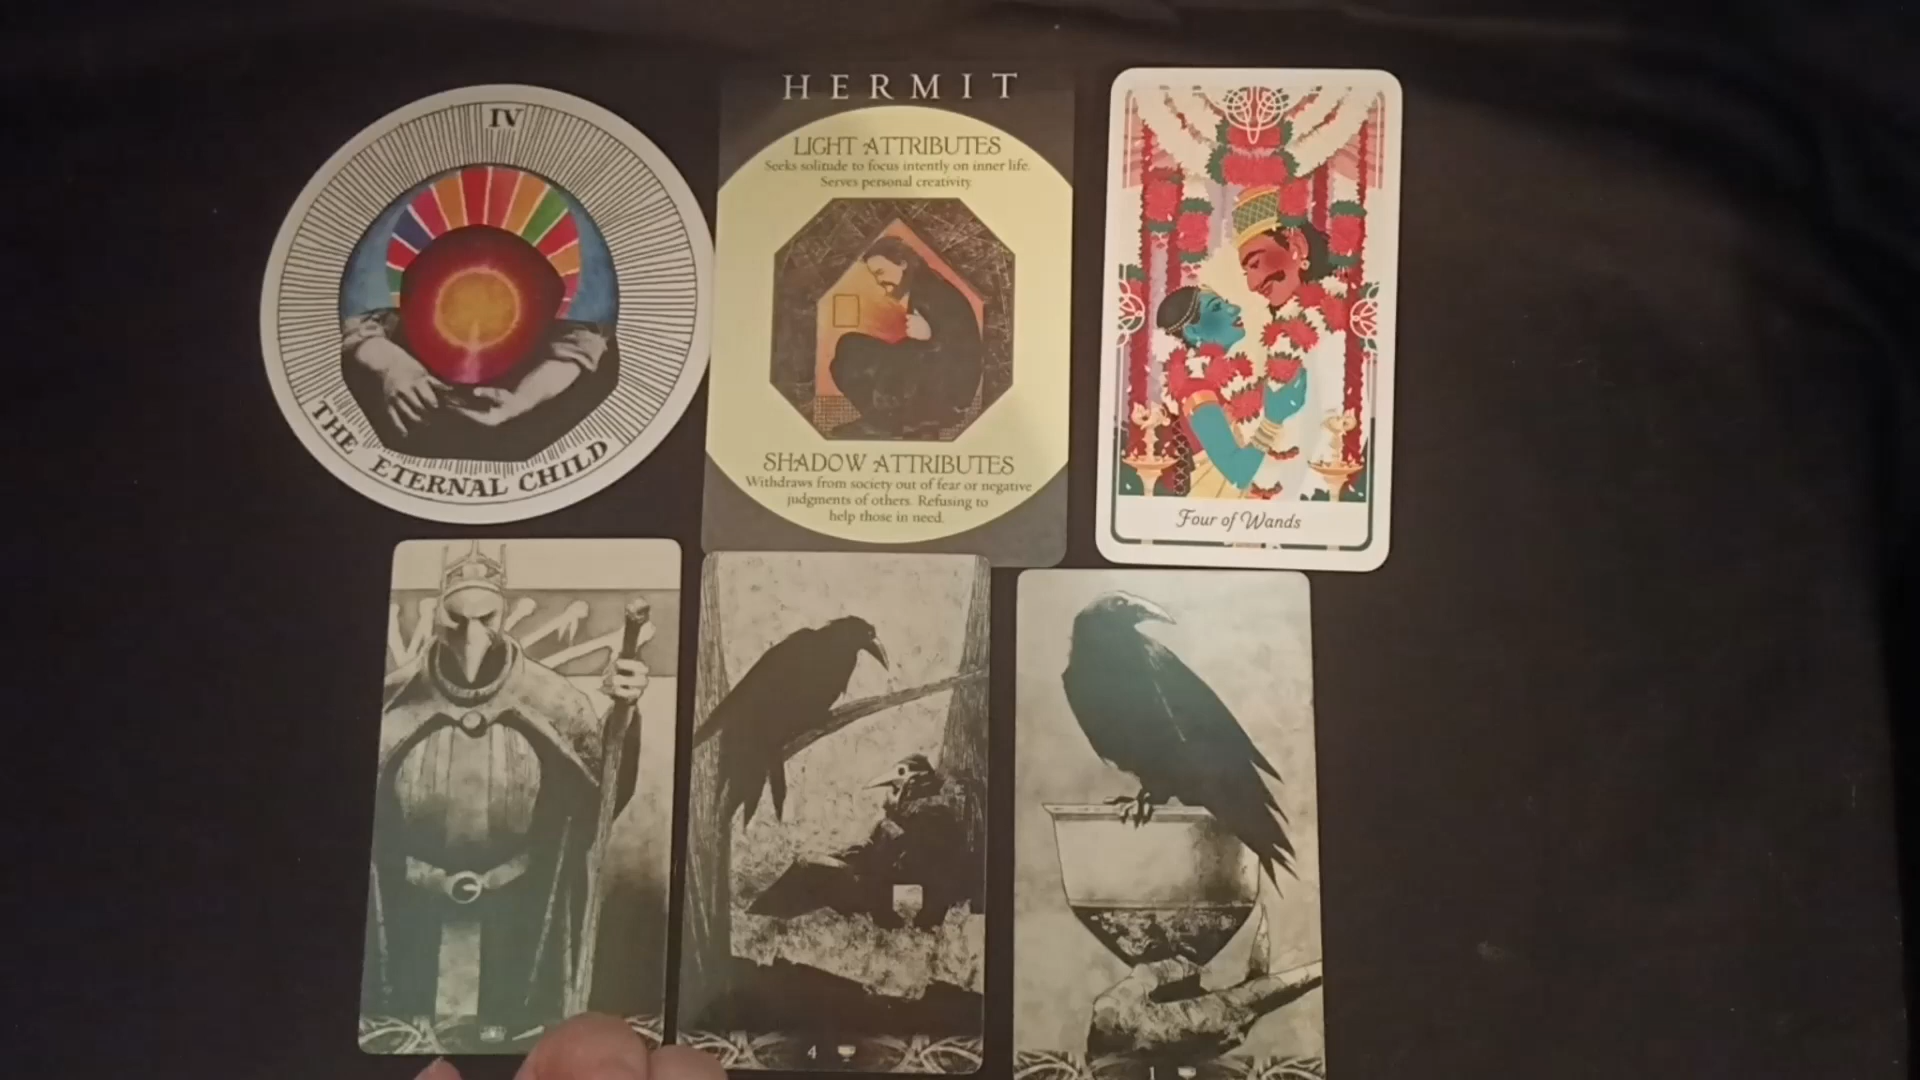 IV
THE ETERNAL CHILD
HERMIT
LIGHT ATTRIBUTES
Seeks solitude to focus intently on inner life.
Serves personal creativity.
SHADOW ATTRIBUTES
Withdraws from society out of fear or negative
judgments of others. Refusing to
help those in need.
Four of Wands
4
1